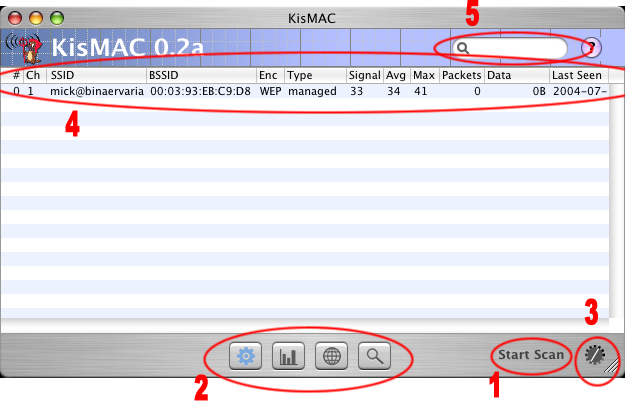 5
KisMAC
KisMAC 0.2a
?
# Ch SSID BSSID Enc Type Signal Avg Max Packets Data Last Seen
0 1 mick@binaervaria 00:03:93:EB:C9:D8 WEP managed 33 34 41 0 0B 2004-07-
4
3
Start Scan
2
1